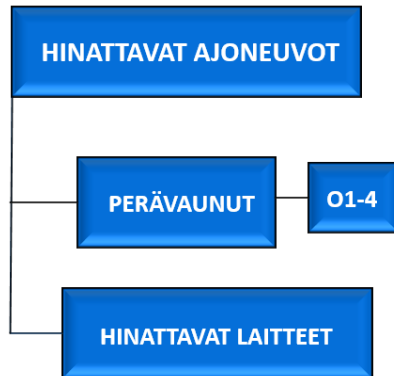 HINATTAVAT AJONEUVOT
PERÄVAUNUT
O1-4
HINATTAVAT LAITTEET